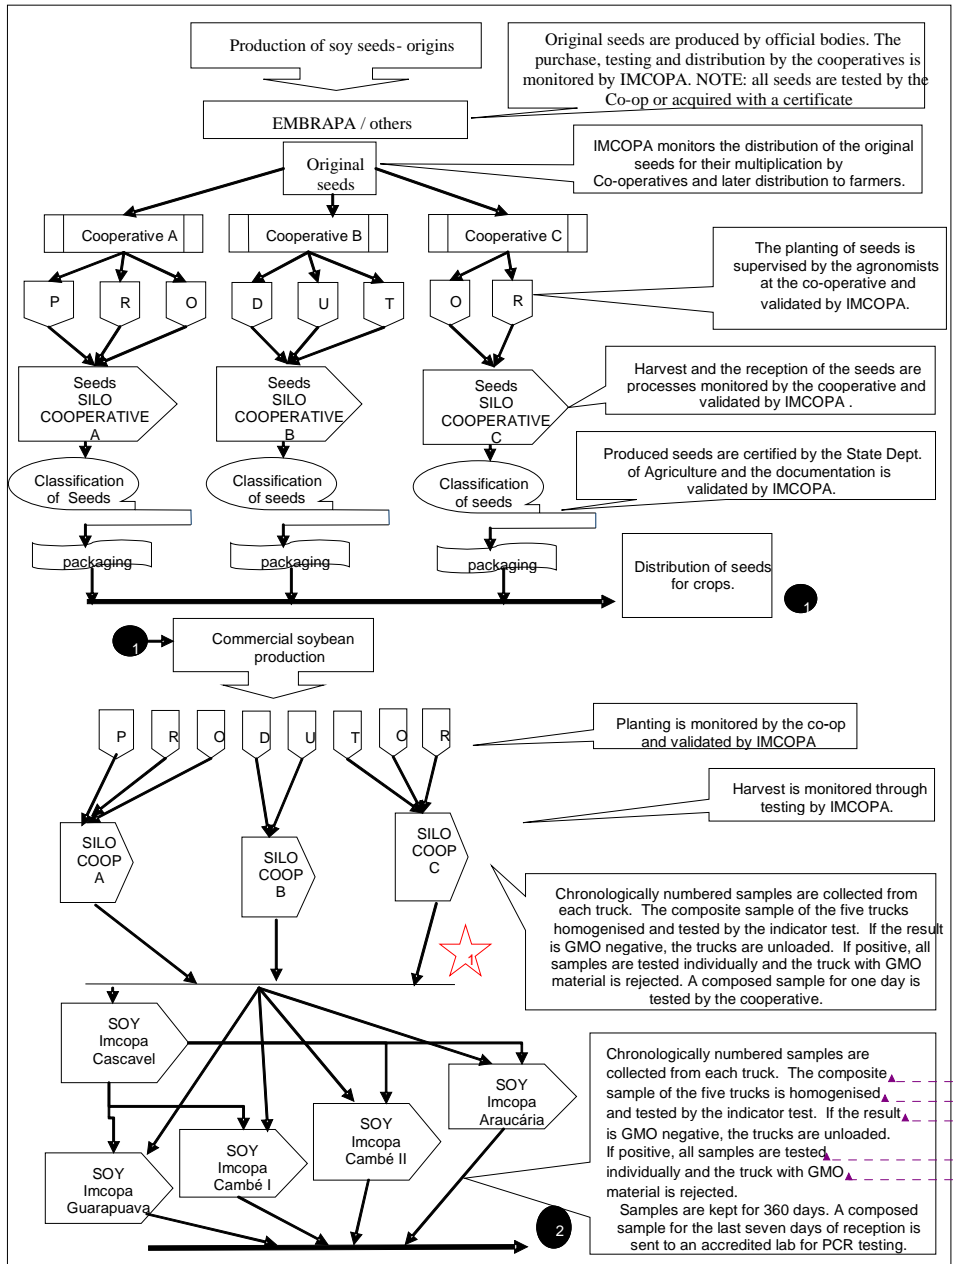 Production of soy seeds- origins
Original seeds are produced by official bodies. The
purchase, testing and distribution by the cooperatives is
monitored by IMCOPA. NOTE: all seeds are tested by the
Co-op or acquired with a certificate
EMBRAPA / others
Original
seeds
IMCOPA monitors the distribution of the original
seeds for their multiplication by
Co-operatives and later distribution to farmers.
Cooperative A
Cooperative B
Cooperative C
The planting of seeds is
supervised by the agronomists
at the co-operative and
validated by IMCOPA.
P
R
O
D
U
T
O
R
Seeds
SILO
COOPERATIVE
A
Seeds
SILO
COOPERATIVE
B
Seeds
SILO
COOPERATIVE
C
Harvest and the reception of the seeds are
processes monitored by the cooperative and
validated by IMCOPA .
Classification
of Seeds
Classification
of seeds
Classification
of seeds
Produced seeds are certified by the State Dept.
of Agriculture and the documentation is
validated by IMCOPA.
packaging
packaging
packaging
Distribution of seeds
for crops.
1
1
Commercial soybean
production
P
R
O
D
U
T
O
R
Planting is monitored by the co-op
and validated by IMCOPA
Harvest is monitored through
testing by IMCOPA.
SILO
COOP
A
SILO
COOP
B
SILO
COOP
C
1
Chronologically numbered samples are collected from
each truck. The composite sample of the five trucks
homogenised and tested by the indicator test. If the result
is GMO negative, the trucks are unloaded. If positive, all
samples are tested individually and the truck with GMO
material is rejected. A composed sample for one day is
tested by the cooperative.
SOY
Imcopa
Cascavel
SOY
Imcopa
Araucária
SOY
Imcopa
Cambé II
SOY
Imcopa
Cambé I
SOY
Imcopa
Guarapuava
Chronologically numbered samples are
collected from each truck. The composite
sample of the five trucks is homogenised
and tested by the indicator test. If the result
is GMO negative, the trucks are unloaded.
If positive, all samples are tested
individually and the truck with GMO
material is rejected.
Samples are kept for 360 days. A composed
sample for the last seven days of reception is
sent to an accredited lab for PCR testing.
2